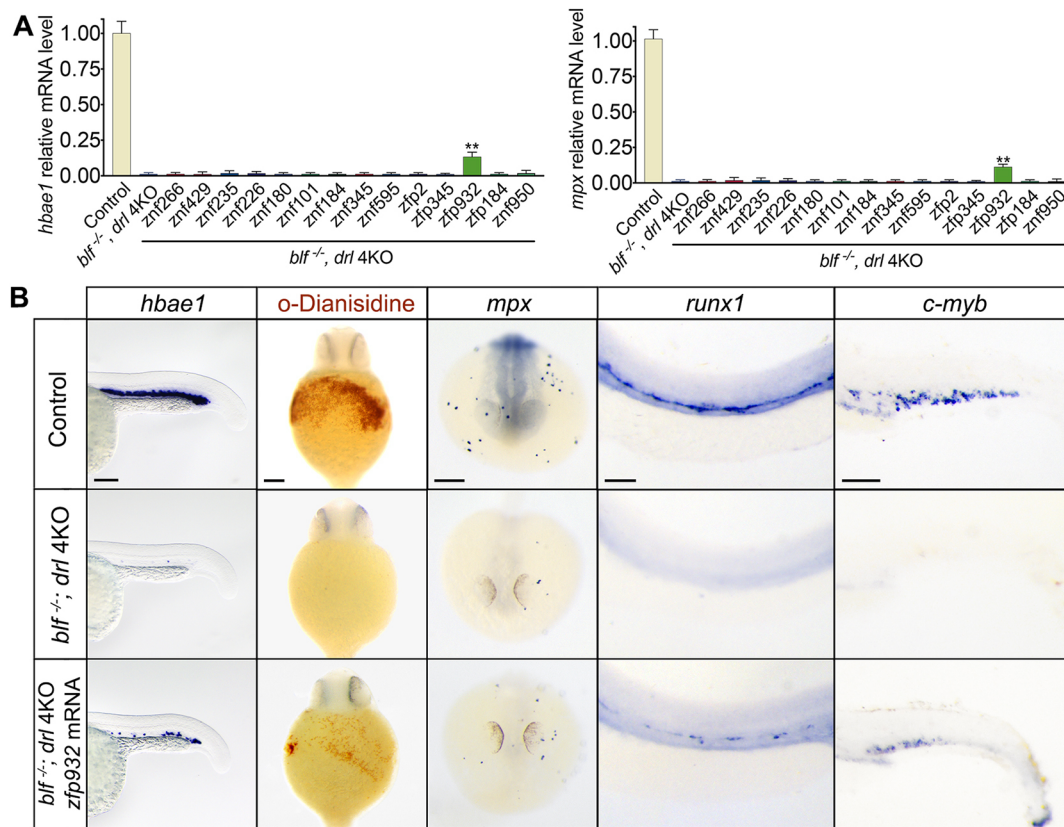 A
hbae1 relative mRNA level
1.00
0.75
0.50
0.25
0.00
**
Control
blf -/-, drl 4KO
znf266
znf429
znf235
znf226
znf180
znf101
znf184
znf345
znf595
zfp2
zfp345
zfp932
zfp184
znf950
blf -/-, drl 4KO
mpx relative mRNA level
1.00
0.75
0.50
0.25
0.00
**
Control
blf -/-, drl 4KO
znf266
znf429
znf235
znf226
znf180
znf101
znf184
znf345
znf595
zfp2
zfp345
zfp932
zfp184
znf950
blf -/-, drl 4KO
B
hbae1
o-Dianisidine
mpx
runx1
c-myb
Control
blf -/-; drl 4KO
blf -/-; drl 4KO
zfp932 mRNA